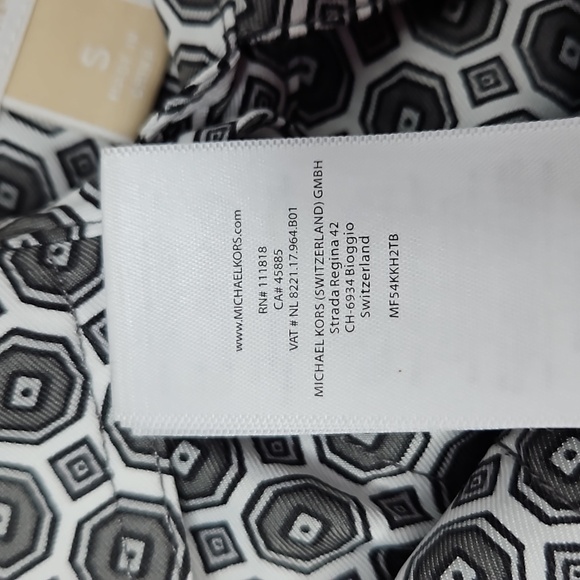 S
www.MICHAELKORS.com
RN# 111818
CA# 45885
VAT # NL 8221.17.964.B01
MICHAEL KORS (SWITZERLAND) GMBH
Strada Regina 42
CH-6934 Bioggio
Switzerland
MF54KKH2TB